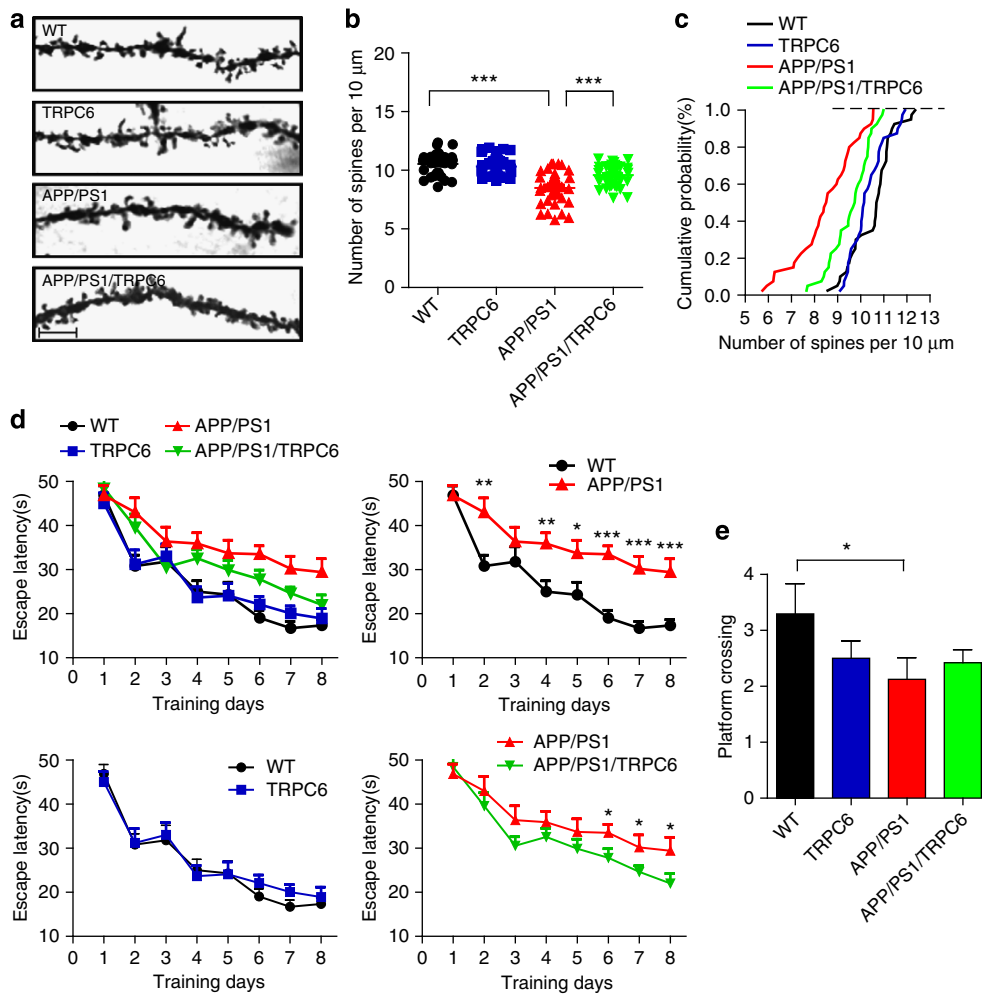 a
WT
TRPC6
APP/PS1
APP/PS1/TRPC6
b
***
***
Number of spines per 10 μm
20
15
10
5
0
WT
TRPC6
APP/PS1
APP/PS1/TRPC6
c
WT
TRPC6
APP/PS1
APP/PS1/TRPC6
Cumulative probability(%)
1.0
0.8
0.6
0.4
0.2
0.0
5 6 7 8 9 10 11 12 13
Number of spines per 10 μm
d
WT
APP/PS1
TRPC6
APP/PS1/TRPC6
Escape latency(s)
50
40
30
20
10
0 1 2 3 4 5 6 7 8
Training days
WT
APP/PS1
** ** * *** *** ***
Escape latency(s)
50
40
30
20
10
0 1 2 3 4 5 6 7 8
Training days
WT
TRPC6
Escape latency(s)
50
40
30
20
10
0 1 2 3 4 5 6 7 8
Training days
APP/PS1
APP/PS1/TRPC6
* * *
Escape latency(s)
50
40
30
20
10
0 1 2 3 4 5 6 7 8
Training days
e
*
Platform crossing
4
3
2
1
0
WT
TRPC6
APP/PS1
APP/PS1/TRPC6